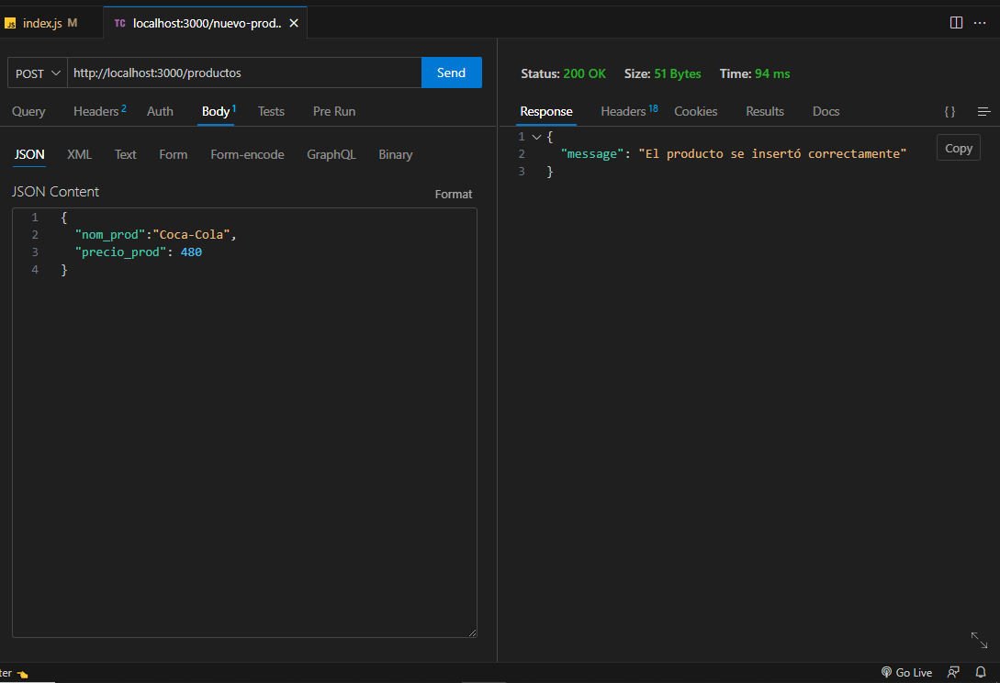 index.js M
TC localhost:3000/nuevo-prod..
POST http://localhost:3000/productos Send
Status: 200 OK Size: 51 Bytes Time: 94 ms
Query Headers 2 Auth Body 1 Tests Pre Run
Response Headers 18 Cookies Results Docs { }
JSON XML Text Form Form-encode GraphQL Binary
JSON Content
Format
1 {
2 "nom_prod":"Coca-Cola",
3 "precio_prod": 480
4 }
1 {
2 "message": "El producto se insertó correctamente"
3 }
Copy
ter 👈
Go Live